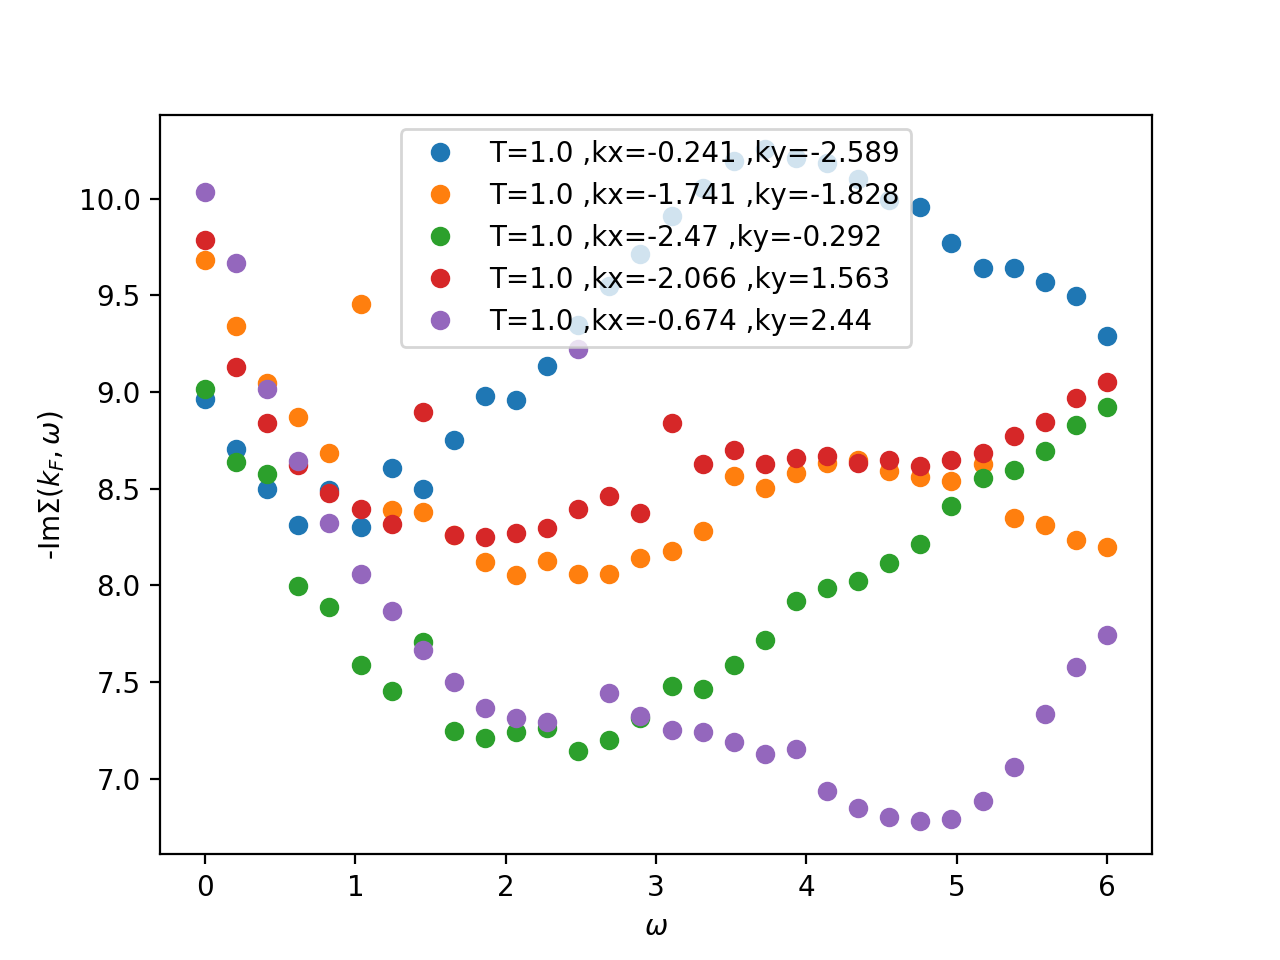 T=1.0 ,kx=-0.241 ,ky=-2.589
T=1.0 ,kx=-1.741 ,ky=-1.828
T=1.0 ,kx=-2.47 ,ky=-0.292
T=1.0 ,kx=-2.066 ,ky=1.563
T=1.0 ,kx=-0.674 ,ky=2.44
-ImΣ(k_F, ω)
10.0
9.5
9.0
8.5
8.0
7.5
7.0
0 1 2 3 4 5 6
ω